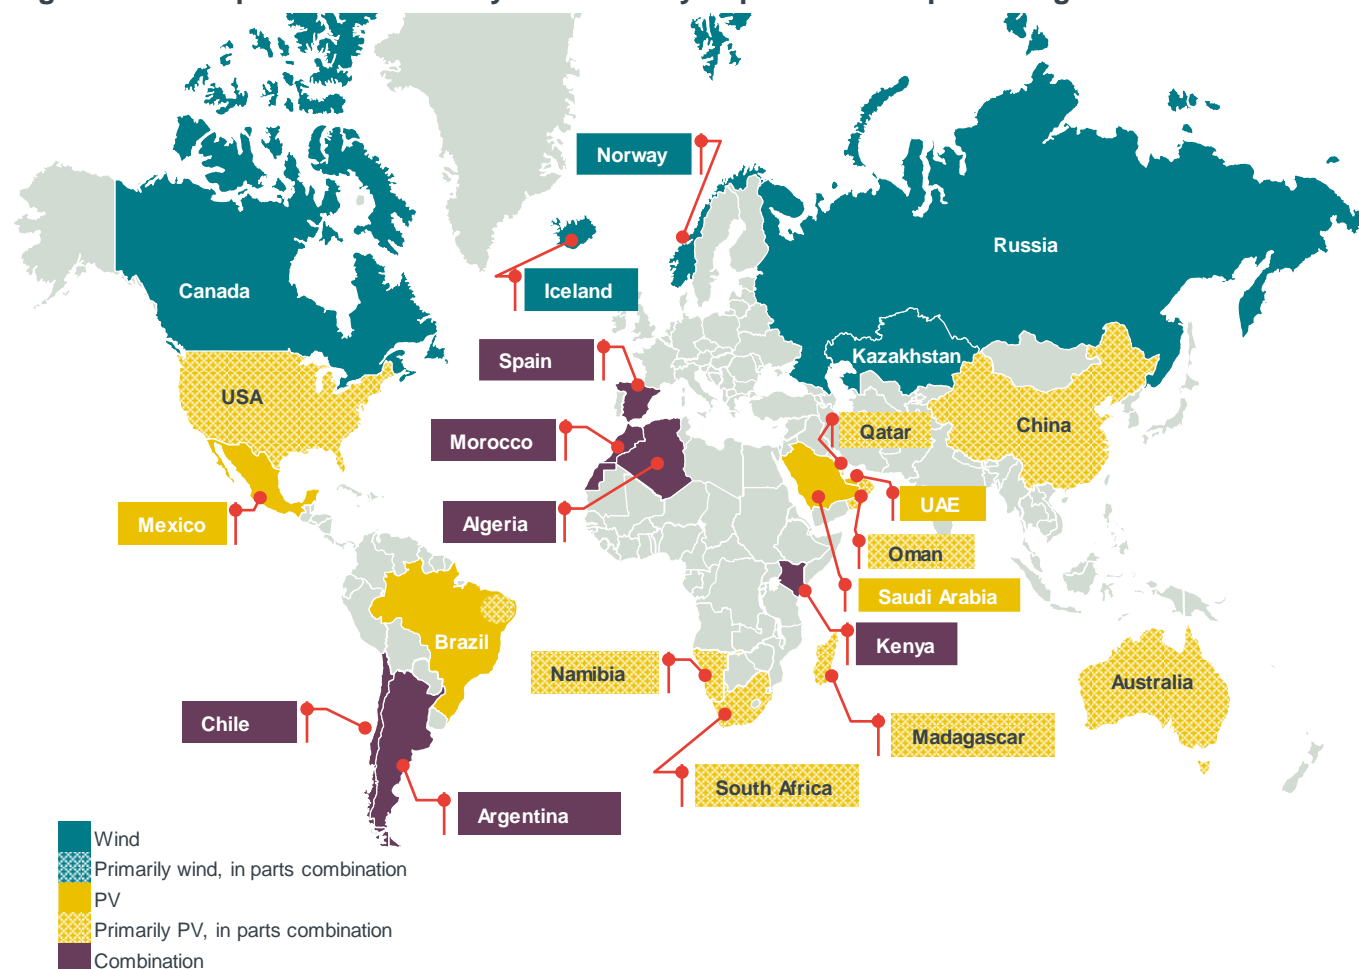 Norway
Russia
Canada
Iceland
Spain
Kazakhstan
USA
Qatar
China
Morocco
UAE
Mexico
Algeria
Oman
Saudi Arabia
Brazil
Kenya
Namibia
Australia
Chile
Madagascar
South Africa
Argentina
Wind
Primarily wind, in parts combination
PV
Primarily PV, in parts combination
Combination